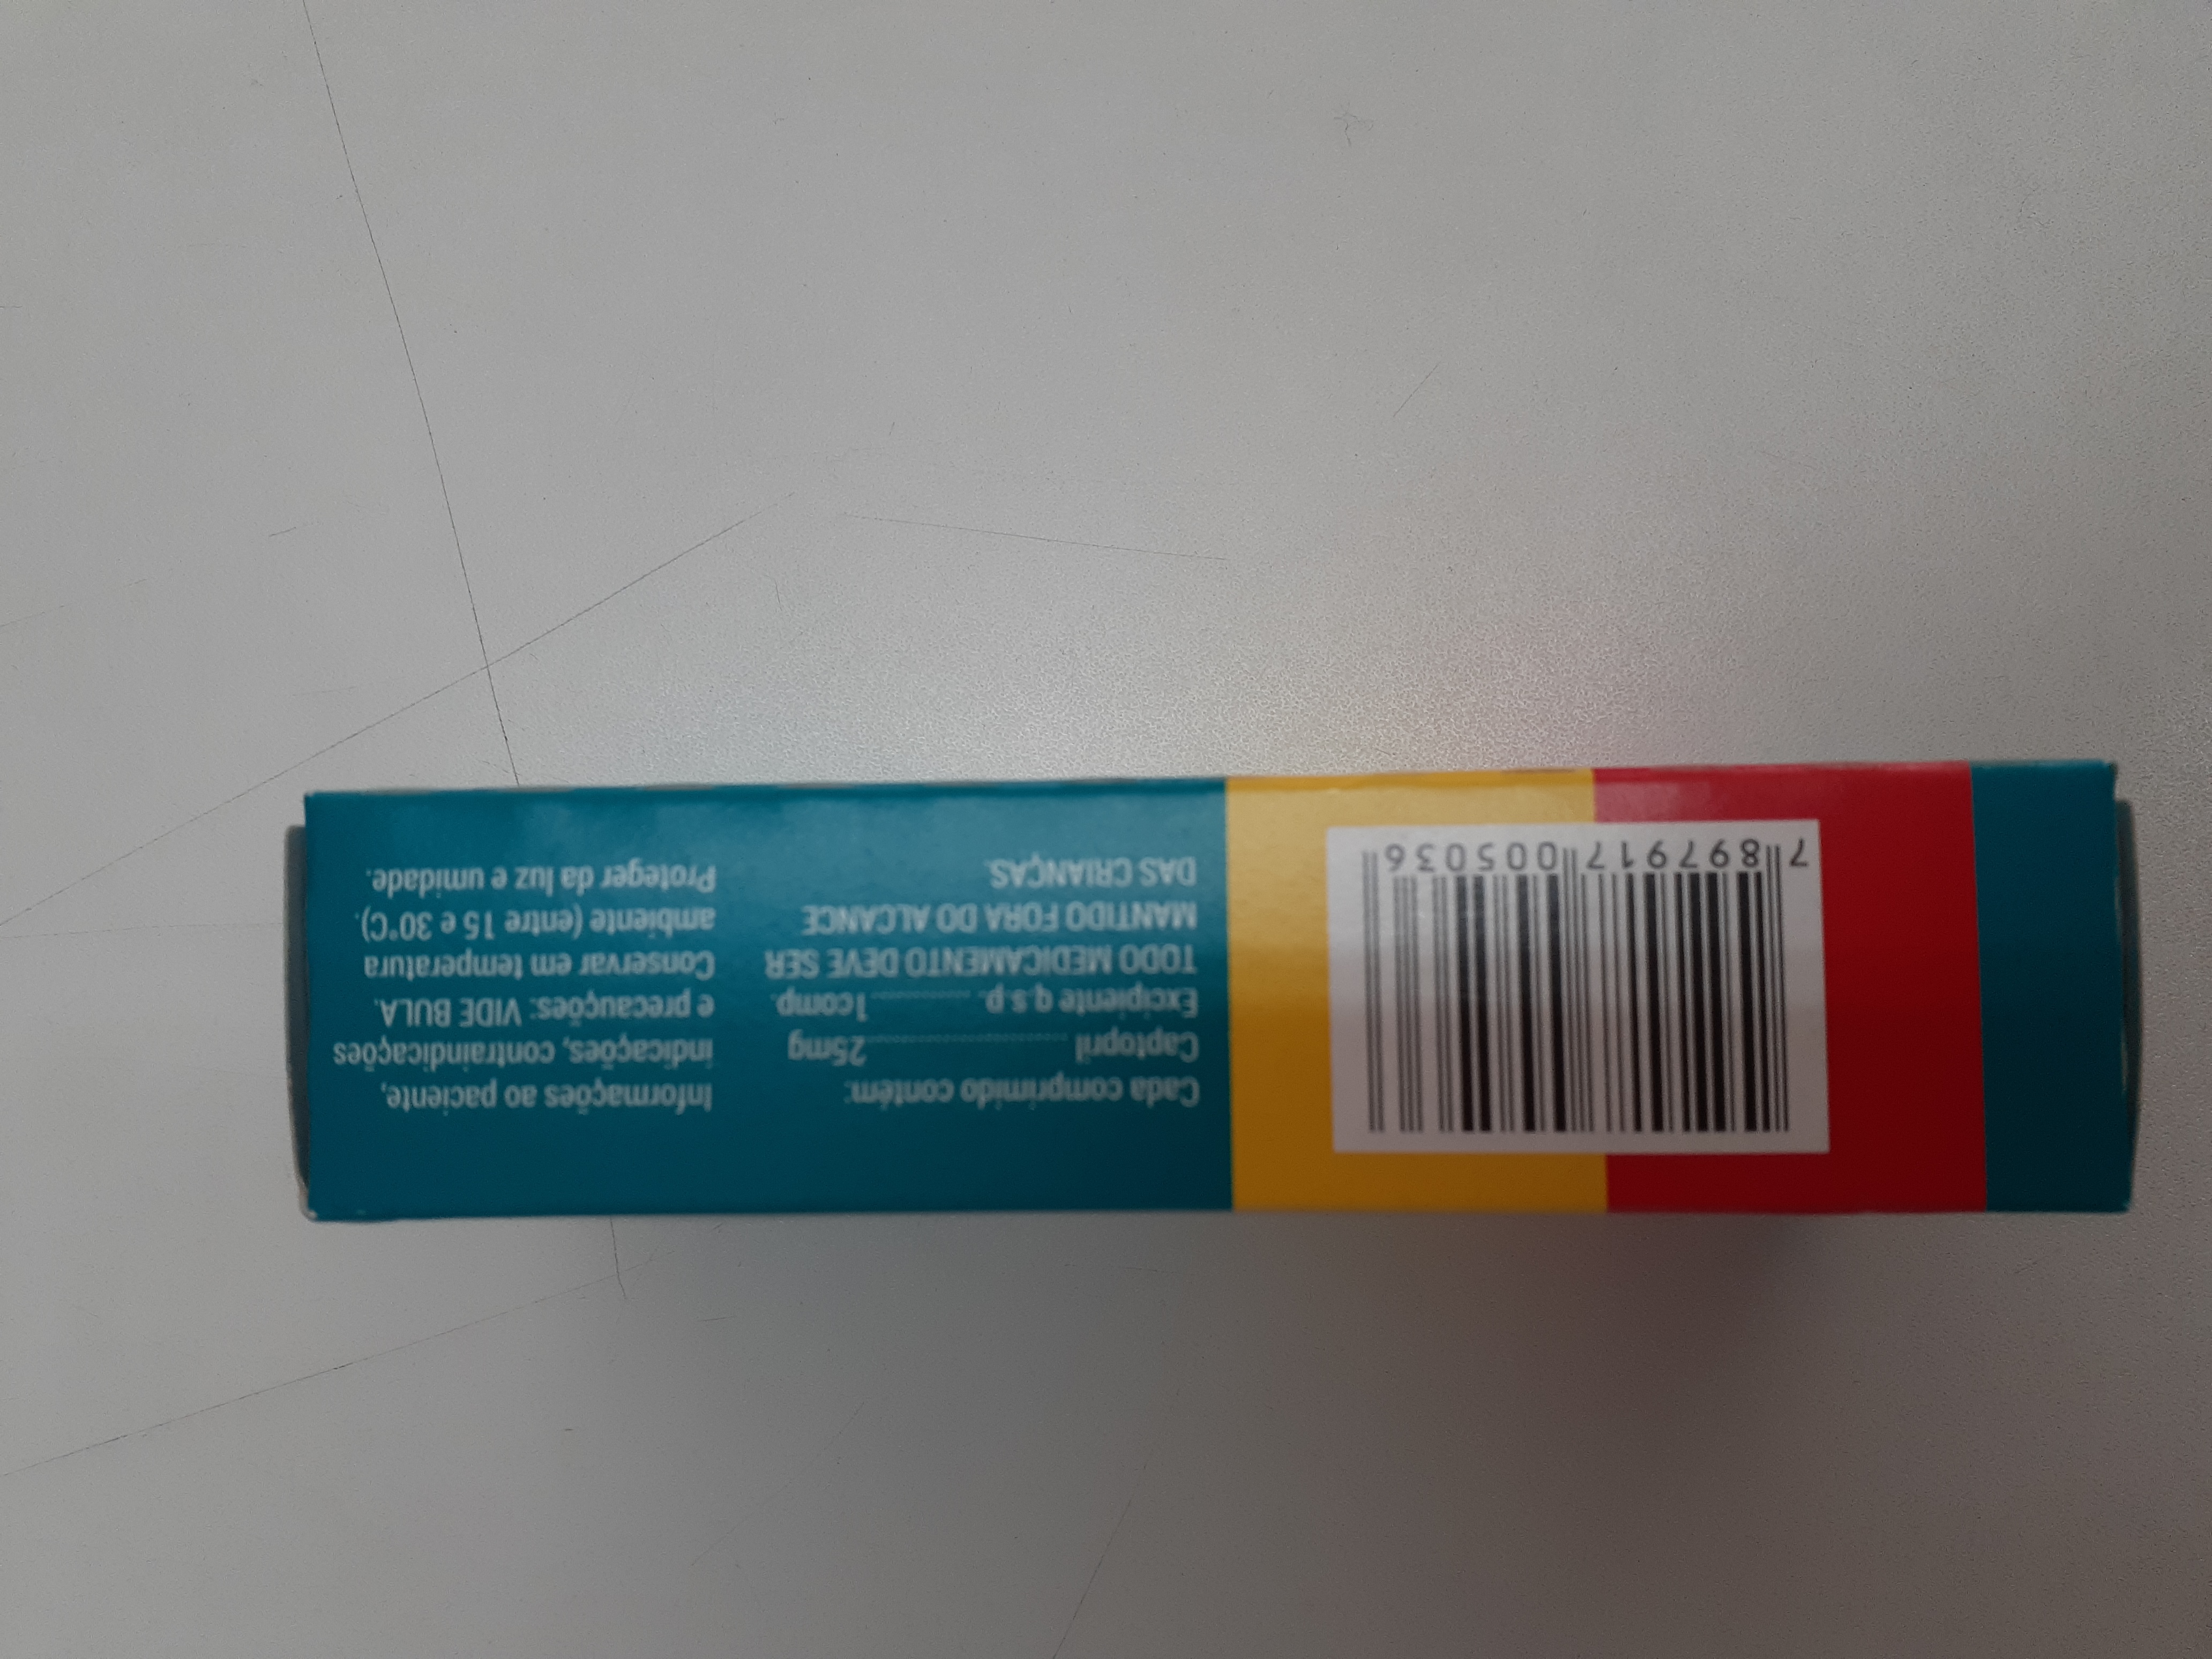 Cada comprimido contém:
Captopril ........................ 25mg
Excipiente q.s.p. ............ 1comp.
TODO MEDICAMENTO DEVE SER
MANTIDO FORA DO ALCANCE
DAS CRIANÇAS.
Informações ao paciente,
indicações, contraindicações
e precauções: VIDE BULA.
Conservar em temperatura
ambiente (entre 15 e 30°C).
Proteger da luz e umidade.
7 897917 005036